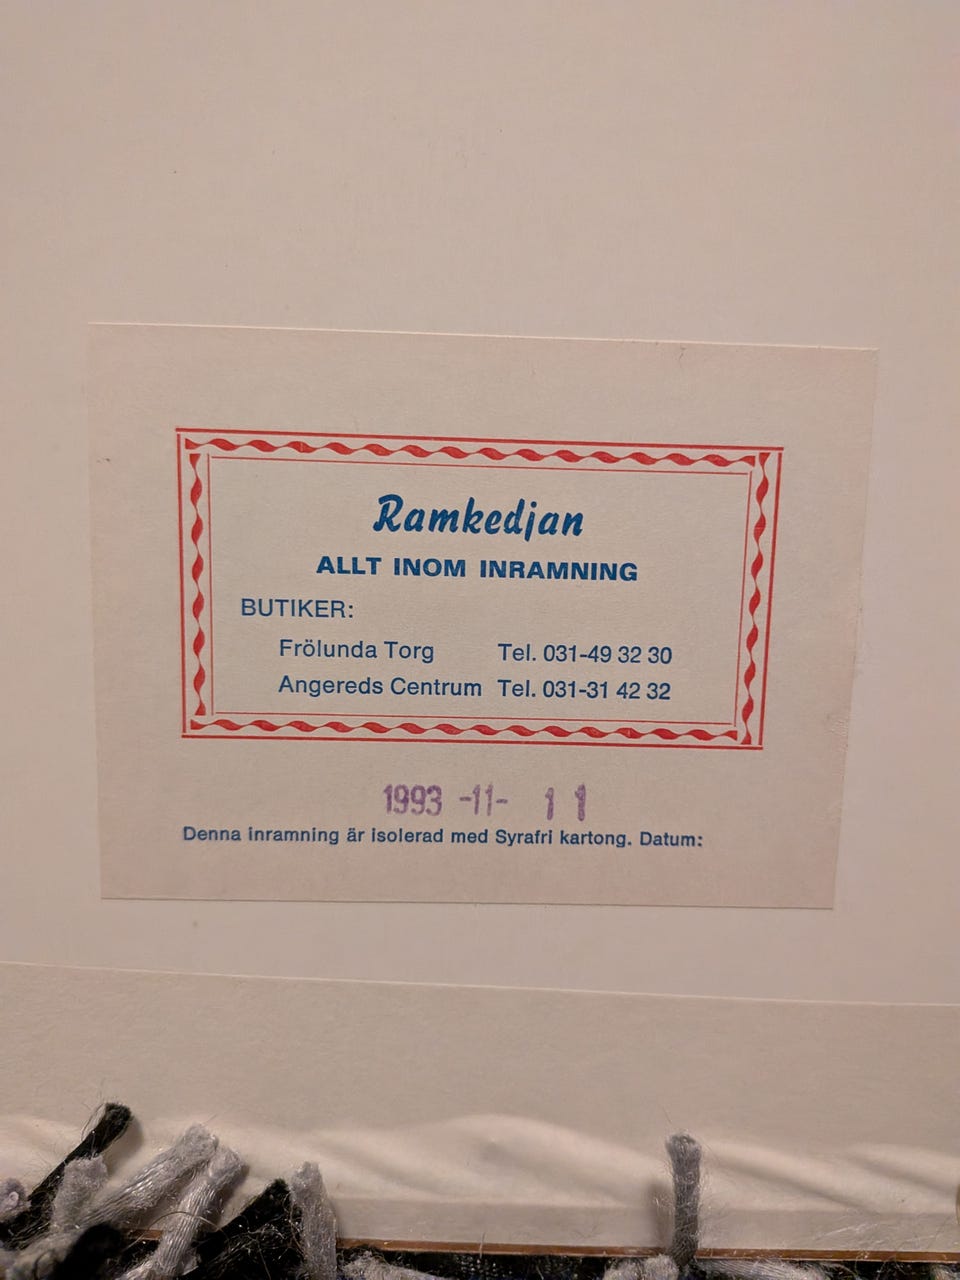 Ramkedjan
ALLT INOM INRAMNING
BUTIKER:
Frölunda Torg Tel. 031-49 32 30
Angereds Centrum Tel. 031-31 42 32
1993 -11- 11
Denna inramning är isolerad med Syrafri kartong. Datum: